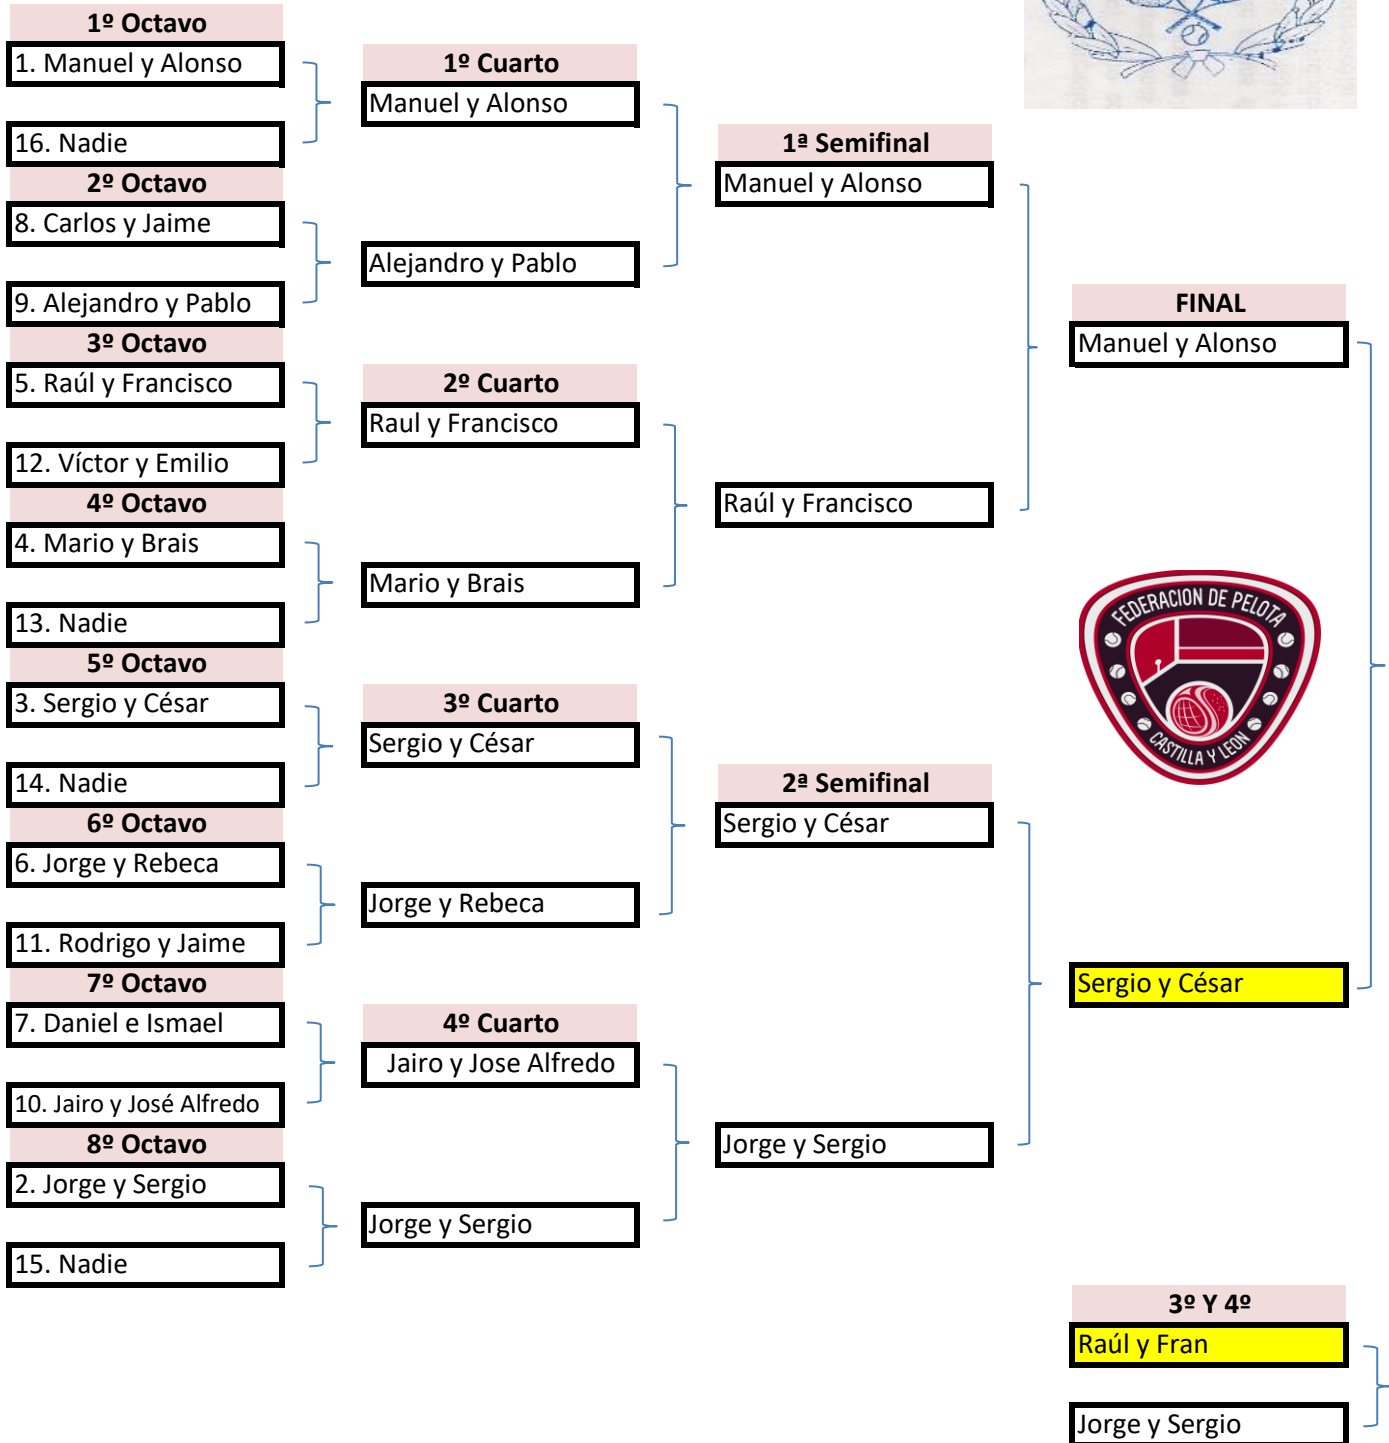 1º Octavo
1. Manuel y Alonso
16. Nadie
2º Octavo
8. Carlos y Jaime
9. Alejandro y Pablo
3º Octavo
5. Raúl y Francisco
12. Víctor y Emilio
4º Octavo
4. Mario y Brais
13. Nadie
5º Octavo
3. Sergio y César
14. Nadie
6º Octavo
6. Jorge y Rebeca
11. Rodrigo y Jaime
7º Octavo
7. Daniel e Ismael
10. Jairo y José Alfredo
8º Octavo
2. Jorge y Sergio
15. Nadie
1º Cuarto
Manuel y Alonso
Alejandro y Pablo
2º Cuarto
Raul y Francisco
Mario y Brais
3º Cuarto
Sergio y César
Jorge y Rebeca
4º Cuarto
Jairo y Jose Alfredo
Jorge y Sergio
1ª Semifinal
Manuel y Alonso
Raúl y Francisco
2ª Semifinal
Sergio y César
Jorge y Sergio
FINAL
Manuel y Alonso
FEDERACION DE PELOTA
CASTILLA Y LEON
Sergio y César
3º Y 4º
Raúl y Fran
Jorge y Sergio